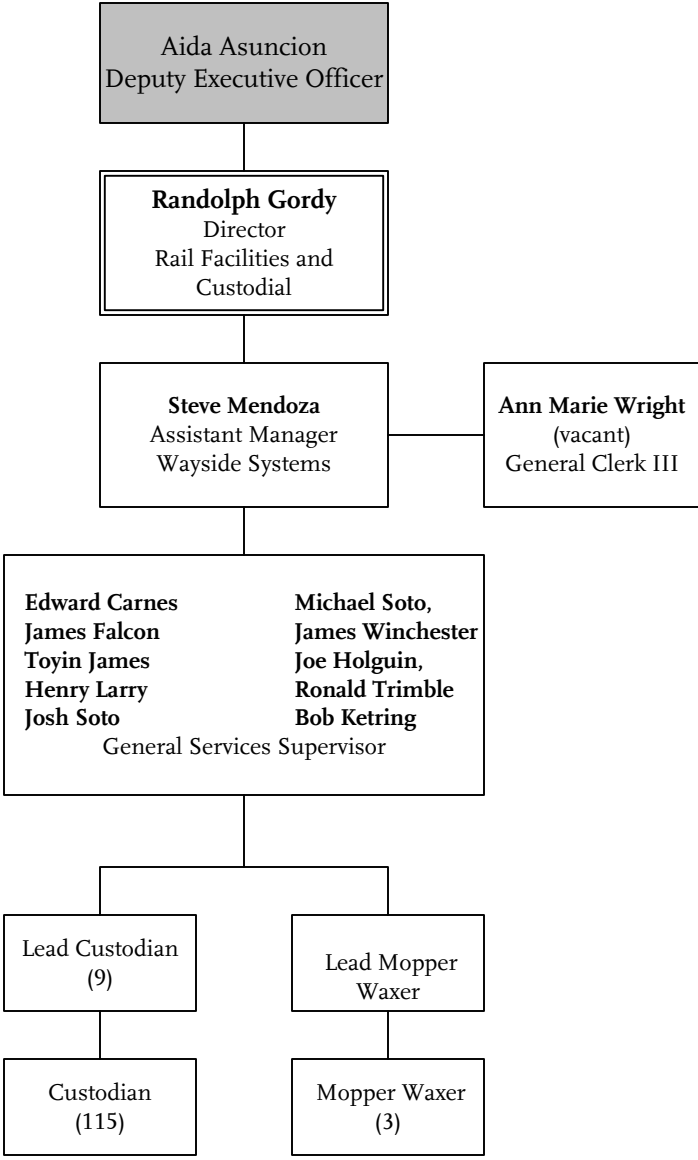 Aida Asuncion
Deputy Executive Officer
Randolph Gordy
Director
Rail Facilities and
Custodial
Steve Mendoza
Assistant Manager
Wayside Systems
Ann Marie Wright
(vacant)
General Clerk III
Edward Carnes
James Falcon
Toyin James
Henry Larry
Josh Soto
Michael Soto,
James Winchester
Joe Holguin,
Ronald Trimble
Bob Ketring
General Services Supervisor
Lead Custodian
(9)
Lead Mopper
Waxer
Custodian
(115)
Mopper Waxer
(3)